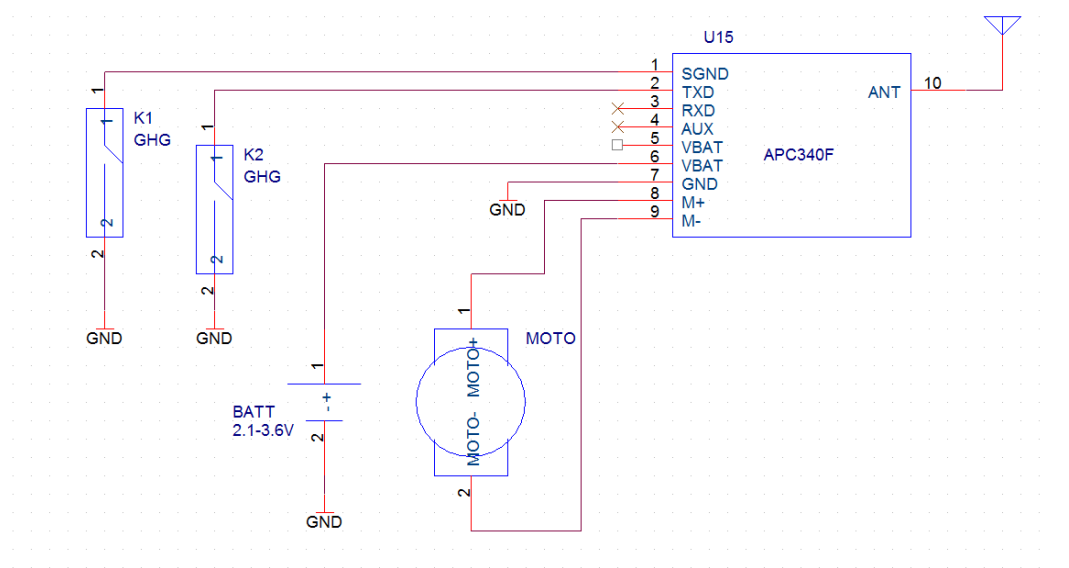 U15
1 SGND
2 TXD
3 RXD
4 AUX
5 VBAT
6 VBAT
7 GND
8 M+
9 M-
ANT 10
APC340F
GND
1
1
K1
GHG
2
2
GND
1
1
K2
GHG
2
2
GND
1
+
-
BATT
2.1-3.6V
2
GND
1
MOTO
MOTO+
MOTO-
2